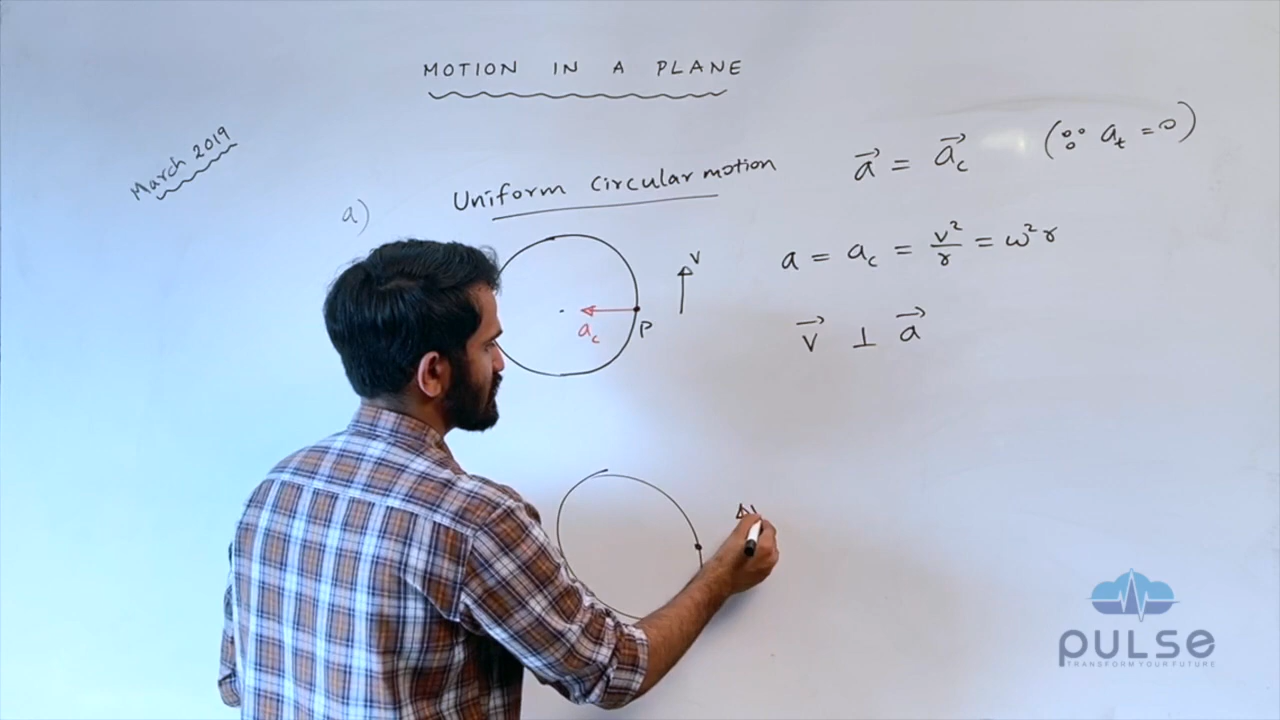 MOTION IN A PLANE
March 2019
a)
Uniform Circular motion
a⃗ = a⃗c (∵ at = 0)
a = ac = v²/r = ω²r
v⃗ ⊥ a⃗
v
ac
P
PULSE
TRANSFORM YOUR FUTURE